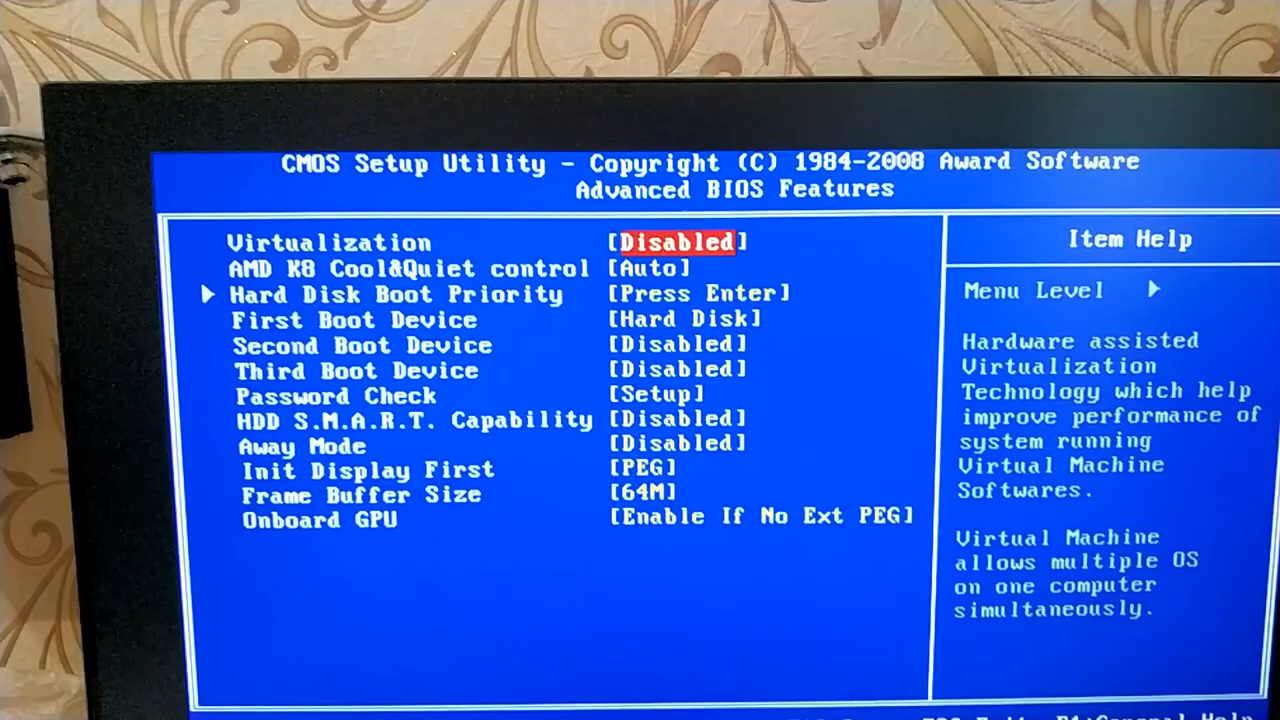 CMOS Setup Utility - Copyright (C) 1984-2008 Award Software
Advanced BIOS Features
Virtualization [Disabled]
AMD K8 Cool&Quiet control [Auto]
Hard Disk Boot Priority [Press Enter]
First Boot Device [Hard Disk]
Second Boot Device [Disabled]
Third Boot Device [Disabled]
Password Check [Setup]
HDD S.M.A.R.T. Capability [Disabled]
Away Mode [Disabled]
Init Display First [PEG]
Frame Buffer Size [64M]
Onboard GPU [Enable If No Ext PEG]
Item Help
Menu Level
Hardware assisted
Virtualization
Technology which help
improve performance of
system running
Virtual Machine
Softwares.
Virtual Machine
allows multiple OS
on one computer
simultaneously.